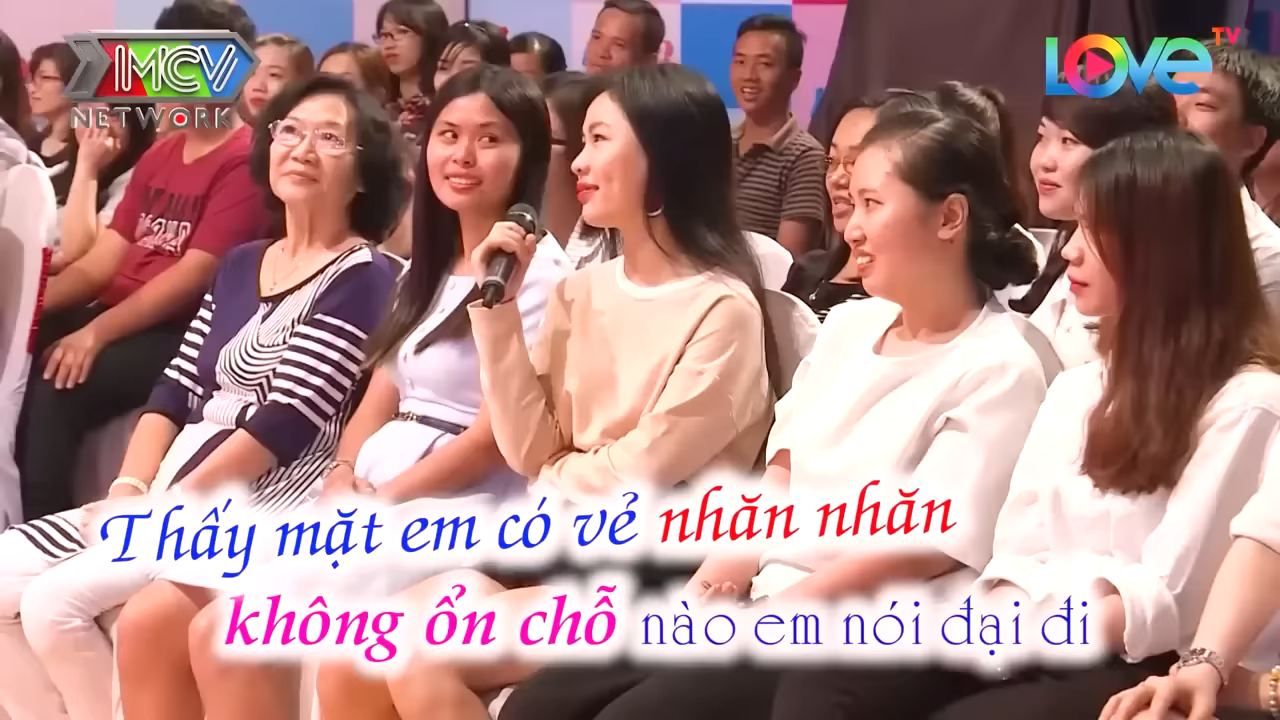 MCV
NETWORK
LOVE TV
Thấy mặt em có vẻ nhăn nhăn
không ổn chỗ nào em nói đại đi